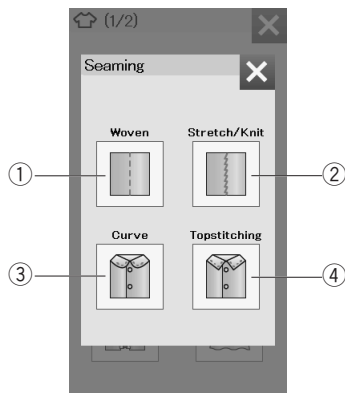 (1/2)
Seaming
Woven Stretch/Knit
① ②
Curve Topstitching
③ ④